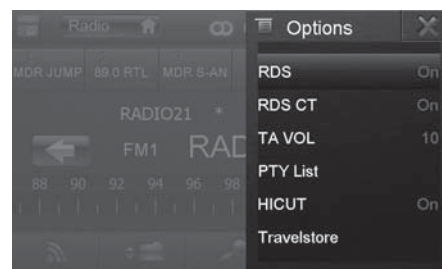 Radio
Options
MDR JUMP 89.0 RTL MDR S-AN
RADIO21 *
FM1 RAD
88 90 92 94 96 98
RDS On
RDS CT On
TA VOL 10
PTY List
HICUT On
Travelstore